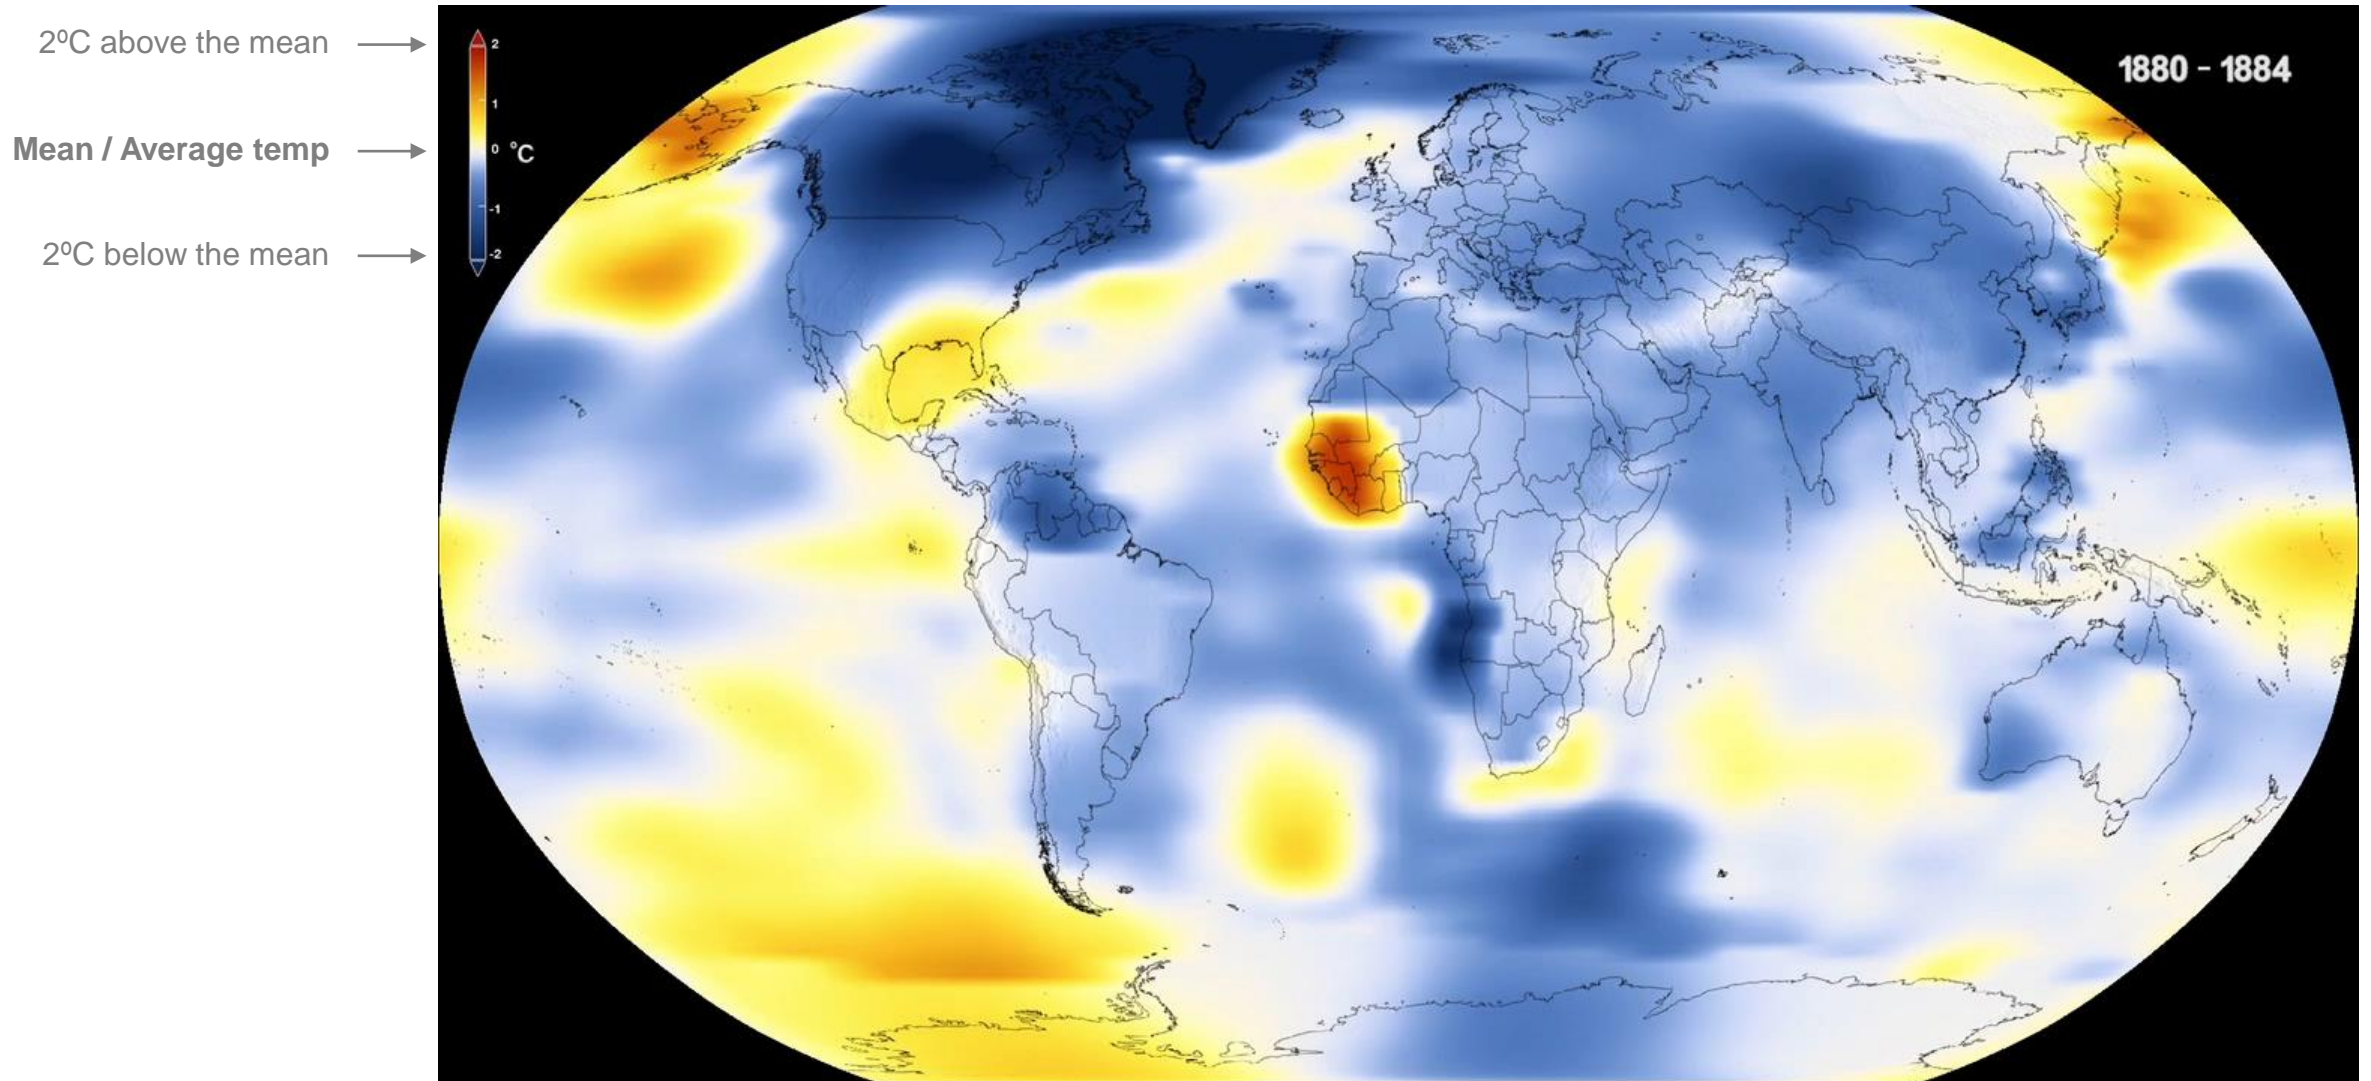 2ºC above the mean
Mean / Average temp
2ºC below the mean
2
1
0 °C
-1
-2
1880 - 1884